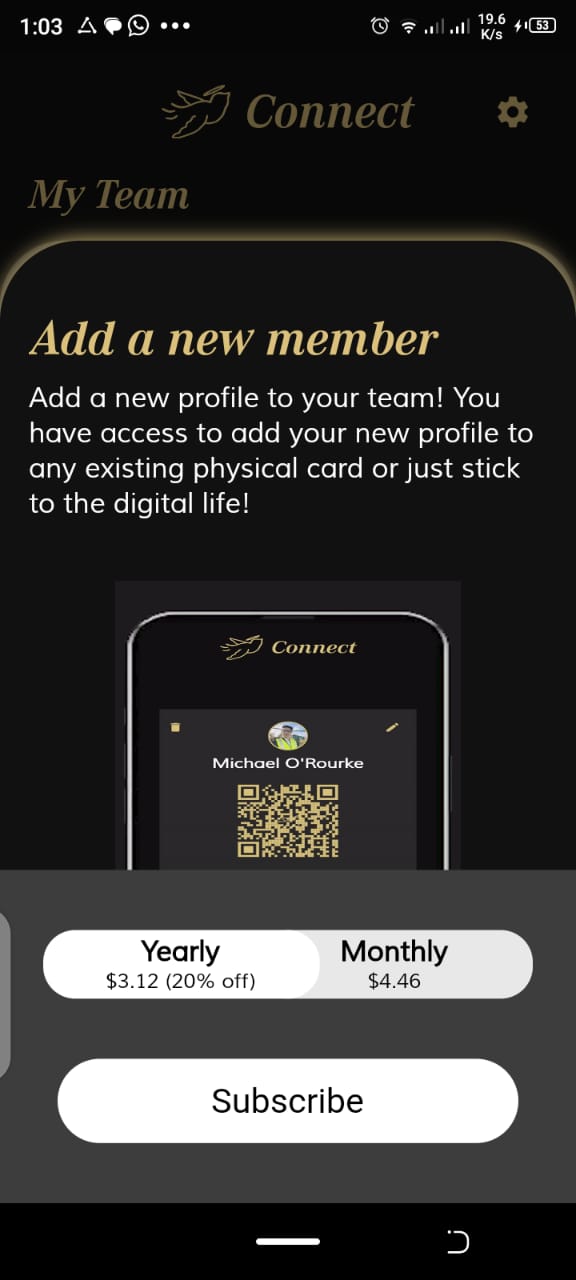 1:03
19.6
K/s
53
Connect
My Team
Add a new member
Add a new profile to your team! You
have access to add your new profile to
any existing physical card or just stick
to the digital life!
Connect
Michael O'Rourke
Yearly
$3.12 (20% off)
Monthly
$4.46
Subscribe